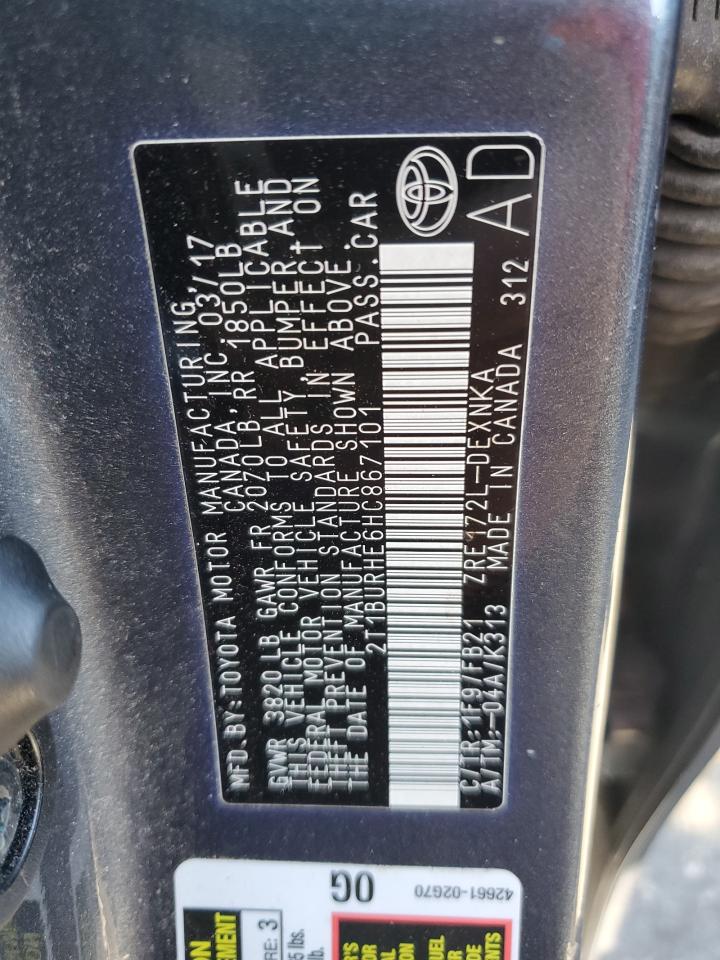 MFD.BY:TOYOTA MOTOR MANUFACTURING,
CANADA, INC. 03/17
GVWR 3820LB GAWR FR 2070LB,RR 1850LB
THIS VEHICLE CONFORMS TO ALL APPLICABLE
FEDERAL MOTOR VEHICLE SAFETY, BUMPER, AND
THEFT PREVENTION STANDARDS IN EFFECT ON
THE DATE OF MANUFACTURE SHOWN ABOVE.
2T1BURHE6HC867101 PASS.CAR
C/TR:1F9/FB21 ZRE172L-DEXNKA
A/TM:-04A/K313 MADE IN CANADA 312
AD
0G
42661-02G70